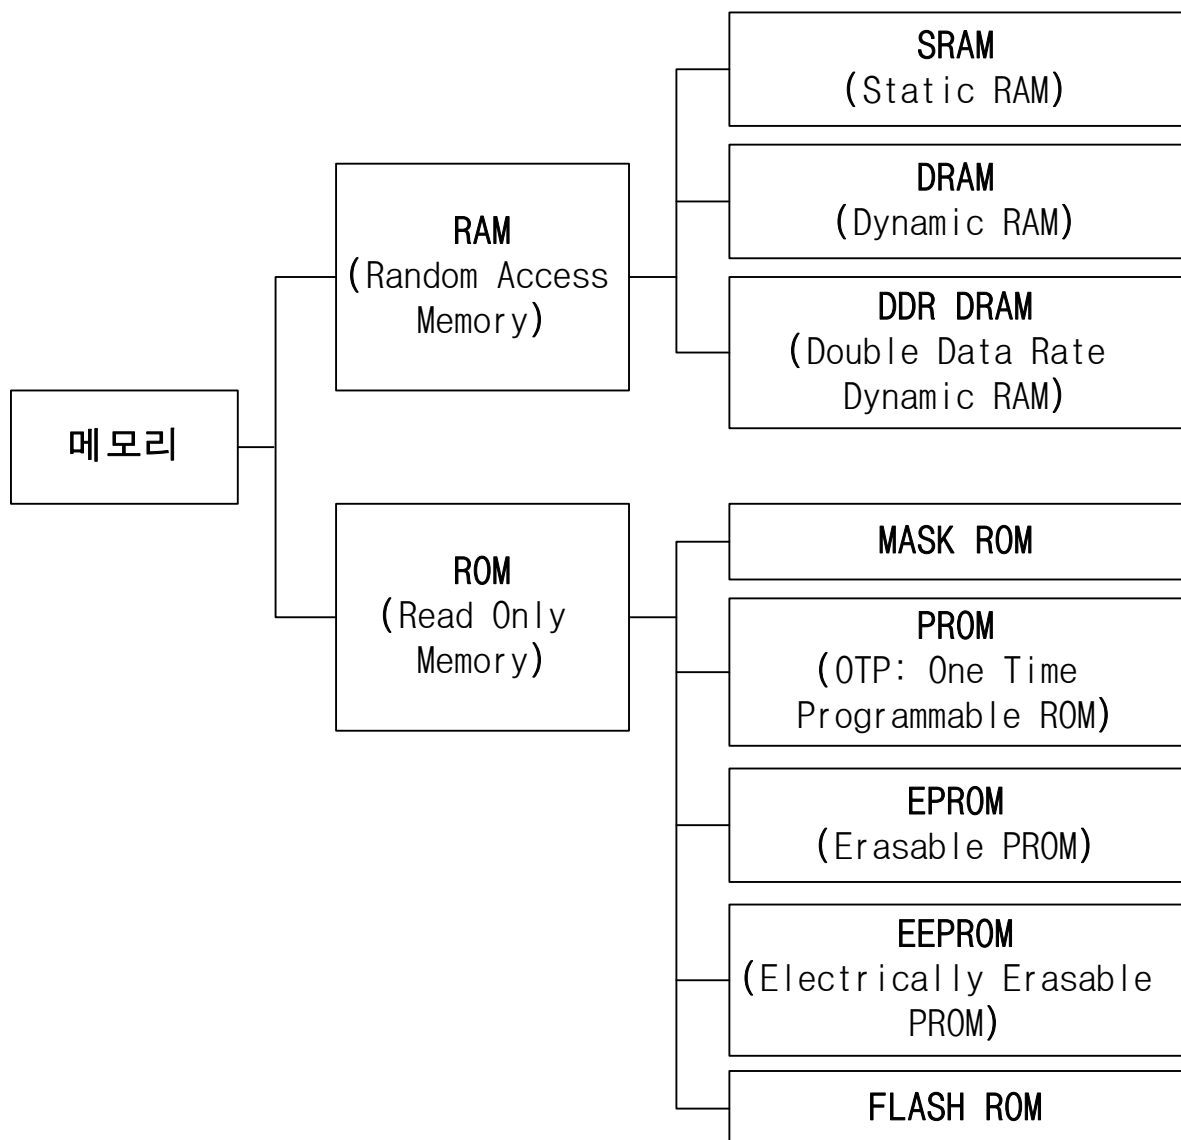 메모리
RAM
(Random Access
Memory)
SRAM
(Static RAM)
DRAM
(Dynamic RAM)
DDR DRAM
(Double Data Rate
Dynamic RAM)
ROM
(Read Only
Memory)
MASK ROM
PROM
(OTP: One Time
Programmable ROM)
EPROM
(Erasable PROM)
EEPROM
(Electrically Erasable
PROM)
FLASH ROM